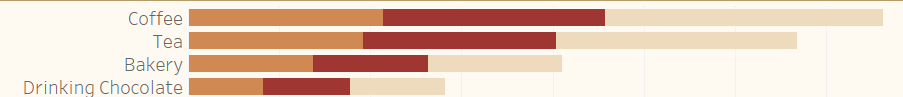 Coffee
Tea
Bakery
Drinking Chocolate